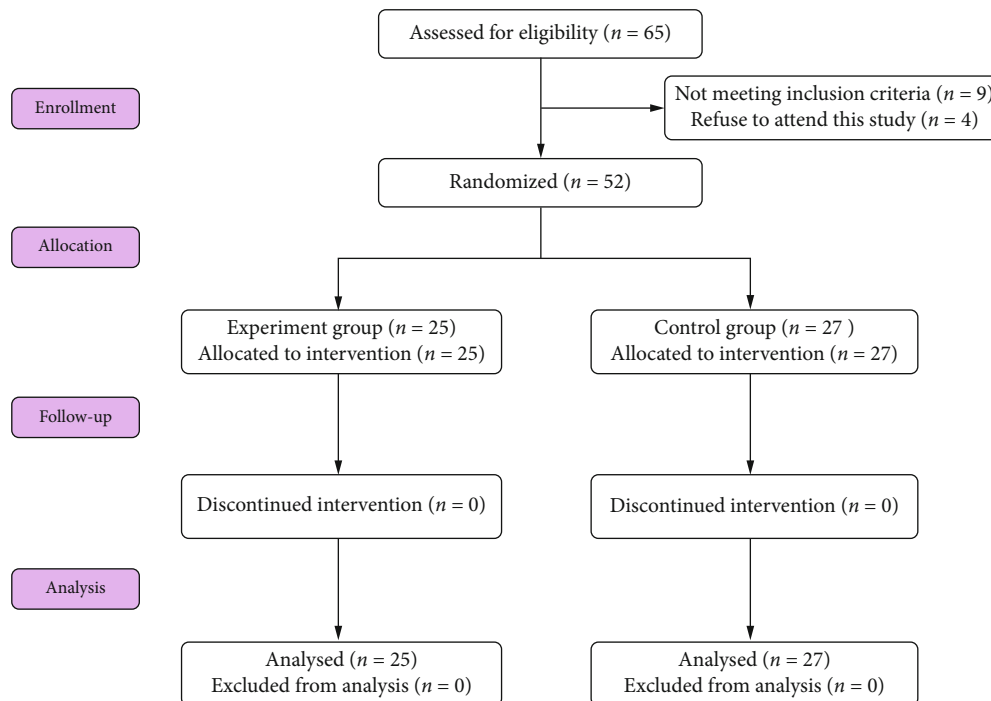 Assessed for eligibility (n = 65)
Enrollment
Not meeting inclusion criteria (n = 9)
Refuse to attend this study (n = 4)
Randomized (n = 52)
Allocation
Experiment group (n = 25)
Allocated to intervention (n = 25)
Control group (n = 27 )
Allocated to intervention (n = 27)
Follow-up
Discontinued intervention (n = 0)
Discontinued intervention (n = 0)
Analysis
Analysed (n = 25)
Excluded from analysis (n = 0)
Analysed (n = 27)
Excluded from analysis (n = 0)